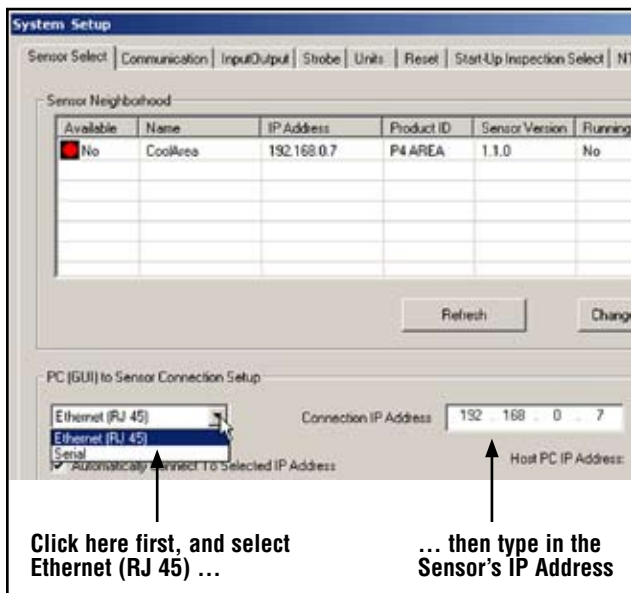 System Setup
Sensor Select Communication Input/Output Strobe Units Reset Start-Up Inspection Select NT
Sensor Neighborhood
Available Name IP Address Product ID Sensor Version Running
No CoolArea 192.168.0.7 P4 AREA 1.1.0 No
Refresh Change
PC (GUI) to Sensor Connection Setup
Ethernet (RJ 45) Connection IP Address 192 . 168 . 0 . 7
Ethernet (RJ 45)
Serial Host PC IP Address:
Automatically Connect To Selected IP Address
Click here first, and select
Ethernet (RJ 45) ...
... then type in the
Sensor's IP Address